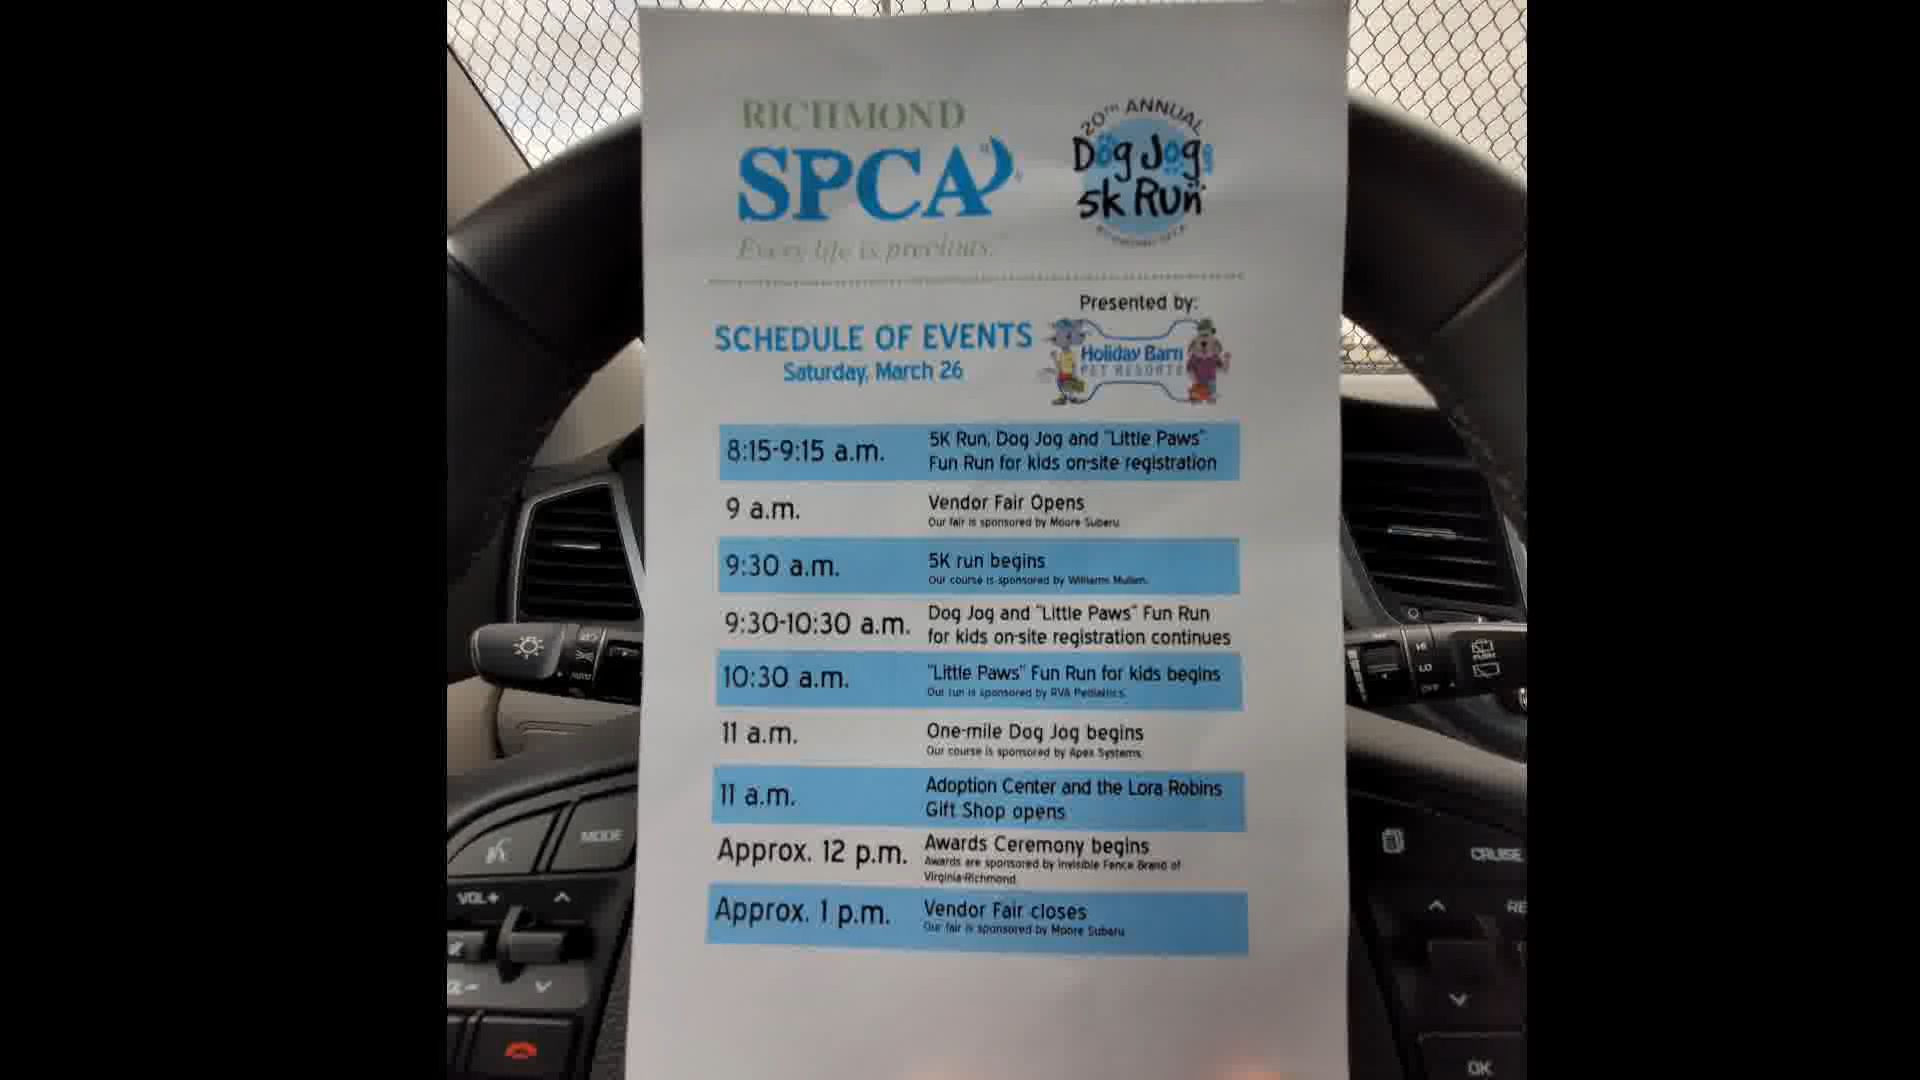 RICHMOND
SPCA
Every life is precious.
20TH ANNUAL
Dog Jog
5k Run
RICHMOND SPCA
Presented by:
Holiday Barn
PET RESORTS
SCHEDULE OF EVENTS
Saturday, March 26
8:15-9:15 a.m. 5K Run, Dog Jog and "Little Paws"
Fun Run for kids on-site registration
9 a.m. Vendor Fair Opens
Our fair is sponsored by Moore Subaru
9:30 a.m. 5K run begins
Our course is sponsored by Williams Mullen.
9:30-10:30 a.m. Dog Jog and "Little Paws" Fun Run
for kids on-site registration continues
10:30 a.m. "Little Paws" Fun Run for kids begins
Our run is sponsored by RVA Pediatrics.
11 a.m. One-mile Dog Jog begins
Our course is sponsored by Apex Systems.
11 a.m. Adoption Center and the Lora Robins
Gift Shop opens
Approx. 12 p.m. Awards Ceremony begins
Awards are sponsored by Invisible Fence Brand of
Virginia-Richmond.
Approx. 1 p.m. Vendor Fair closes
Our fair is sponsored by Moore Subaru
AUTO
HI
LO
OFF
MODE
VOL+
CRUISE
OK